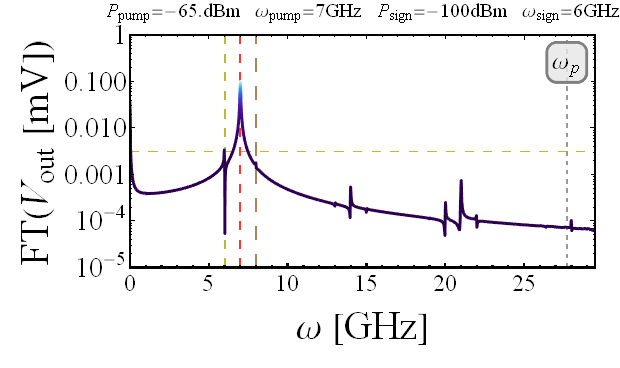 P_pump=−65.dBm ω_pump=7GHz P_sign=−100dBm ω_sign=6GHz
1
0.100
0.010
0.001
10⁻⁴
10⁻⁵
FT(V_out [mV])
ω_p
0 5 10 15 20 25
ω [GHz]